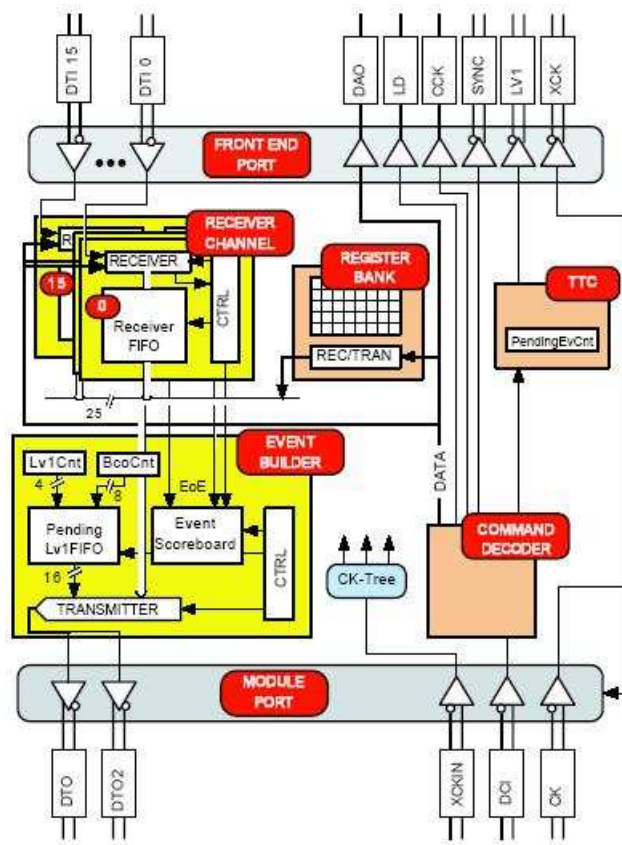 DTI 15
DTI 0
DAO
LD
CCK
SYNC
LV1
XCK
FRONT END
PORT
RECEIVER
CHANNEL
R
RECEIVER
15
0
Receiver
FIFO
CTRL
REGISTER
BANK
REC/TRAN
TTC
PendingEvCnt
25
EVENT
BUILDER
Lv1Cnt
BcoCnt
4
8
EoE
Pending
Lv1FIFO
Event
Scoreboard
CTRL
16
TRANSMITTER
DATA
COMMAND
DECODER
CK-Tree
MODULE
PORT
DTO
DTO2
XCKIN
DCI
CK